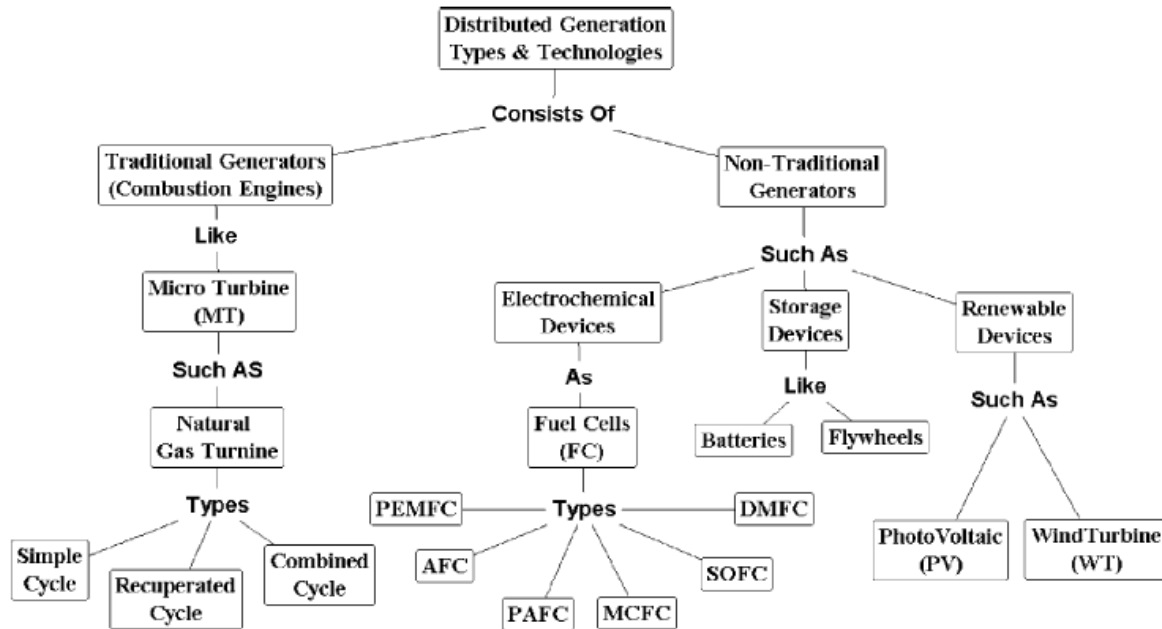 Distributed Generation
Types & Technologies
Consists Of
Traditional Generators
(Combustion Engines)
Non-Traditional
Generators
Like
Such As
Micro Turbine
(MT)
Electrochemical
Devices
Storage
Devices
Renewable
Devices
Such AS
As
Like
Such As
Natural
Gas Turnine
Fuel Cells
(FC)
Batteries
Flywheels
Types
PEMFC
Types
DMFC
Simple
Cycle
Recuperated
Cycle
Combined
Cycle
AFC
PAFC
MCFC
SOFC
PhotoVoltaic
(PV)
WindTurbine
(WT)